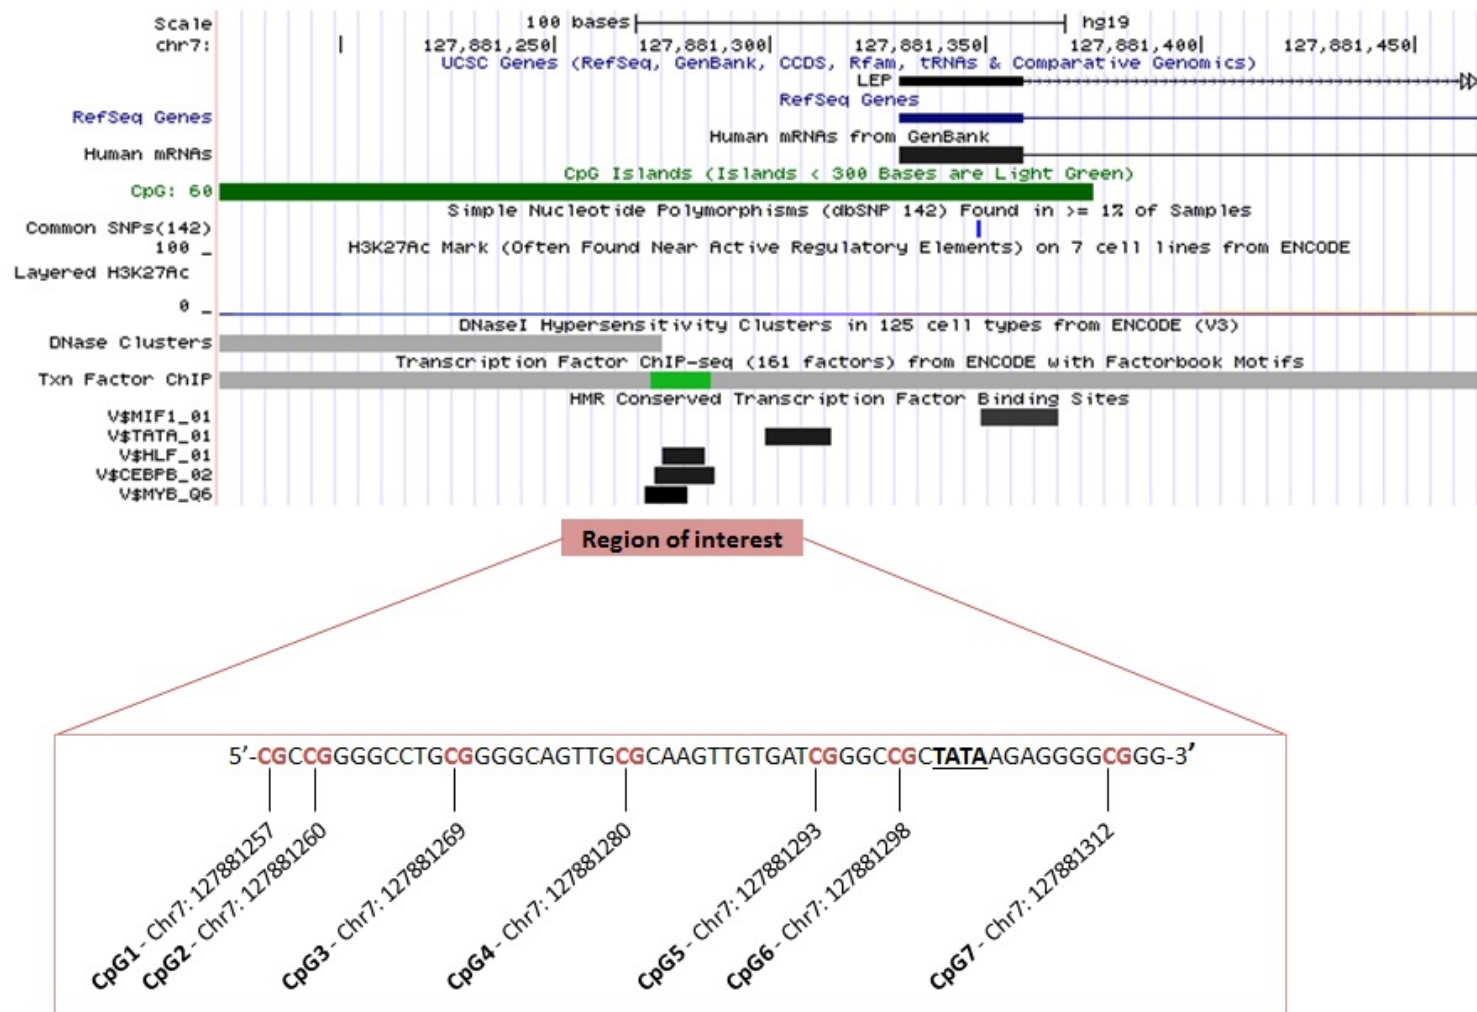 Scale 100 bases hg19
chr7: 127,881,250 127,881,300 127,881,350 127,881,400 127,881,450
UCSC Genes (RefSeq, GenBank, CCDS, Rfam, tRNAs & Comparative Genomics)
LEP
RefSeq Genes
RefSeq Genes
Human mRNAs from GenBank
Human mRNAs
CpG Islands (Islands < 300 Bases are Light Green)
CpG: 60
Simple Nucleotide Polymorphisms (dbSNP 142) Found in >= 1% of Samples
Common SNPs(142)
100 _ H3K27Ac Mark (Often Found Near Active Regulatory Elements) on 7 cell lines from ENCODE
Layered H3K27Ac
0 _
DNaseI Hypersensitivity Clusters in 125 cell types from ENCODE (V3)
DNase Clusters
Transcription Factor ChIP-seq (161 factors) from ENCODE with Factorbook Motifs
Txn Factor ChIP
HMR Conserved Transcription Factor Binding Sites
V$MIF1_01
V$TATA_01
V$HLF_01
V$CEBPB_02
V$MYB_Q6
Region of interest
5’-CGCCGGGGCCTGCGGGGCAGTTGCGCAAGTTGTGATCGGGCCGCTATAAGAGGGGCGGG-3’
CpG1 - Chr7: 127881257
CpG2 - Chr7: 127881260
CpG3 - Chr7: 127881269
CpG4 - Chr7: 127881280
CpG5 - Chr7: 127881293
CpG6 - Chr7: 127881298
CpG7 - Chr7: 127881312